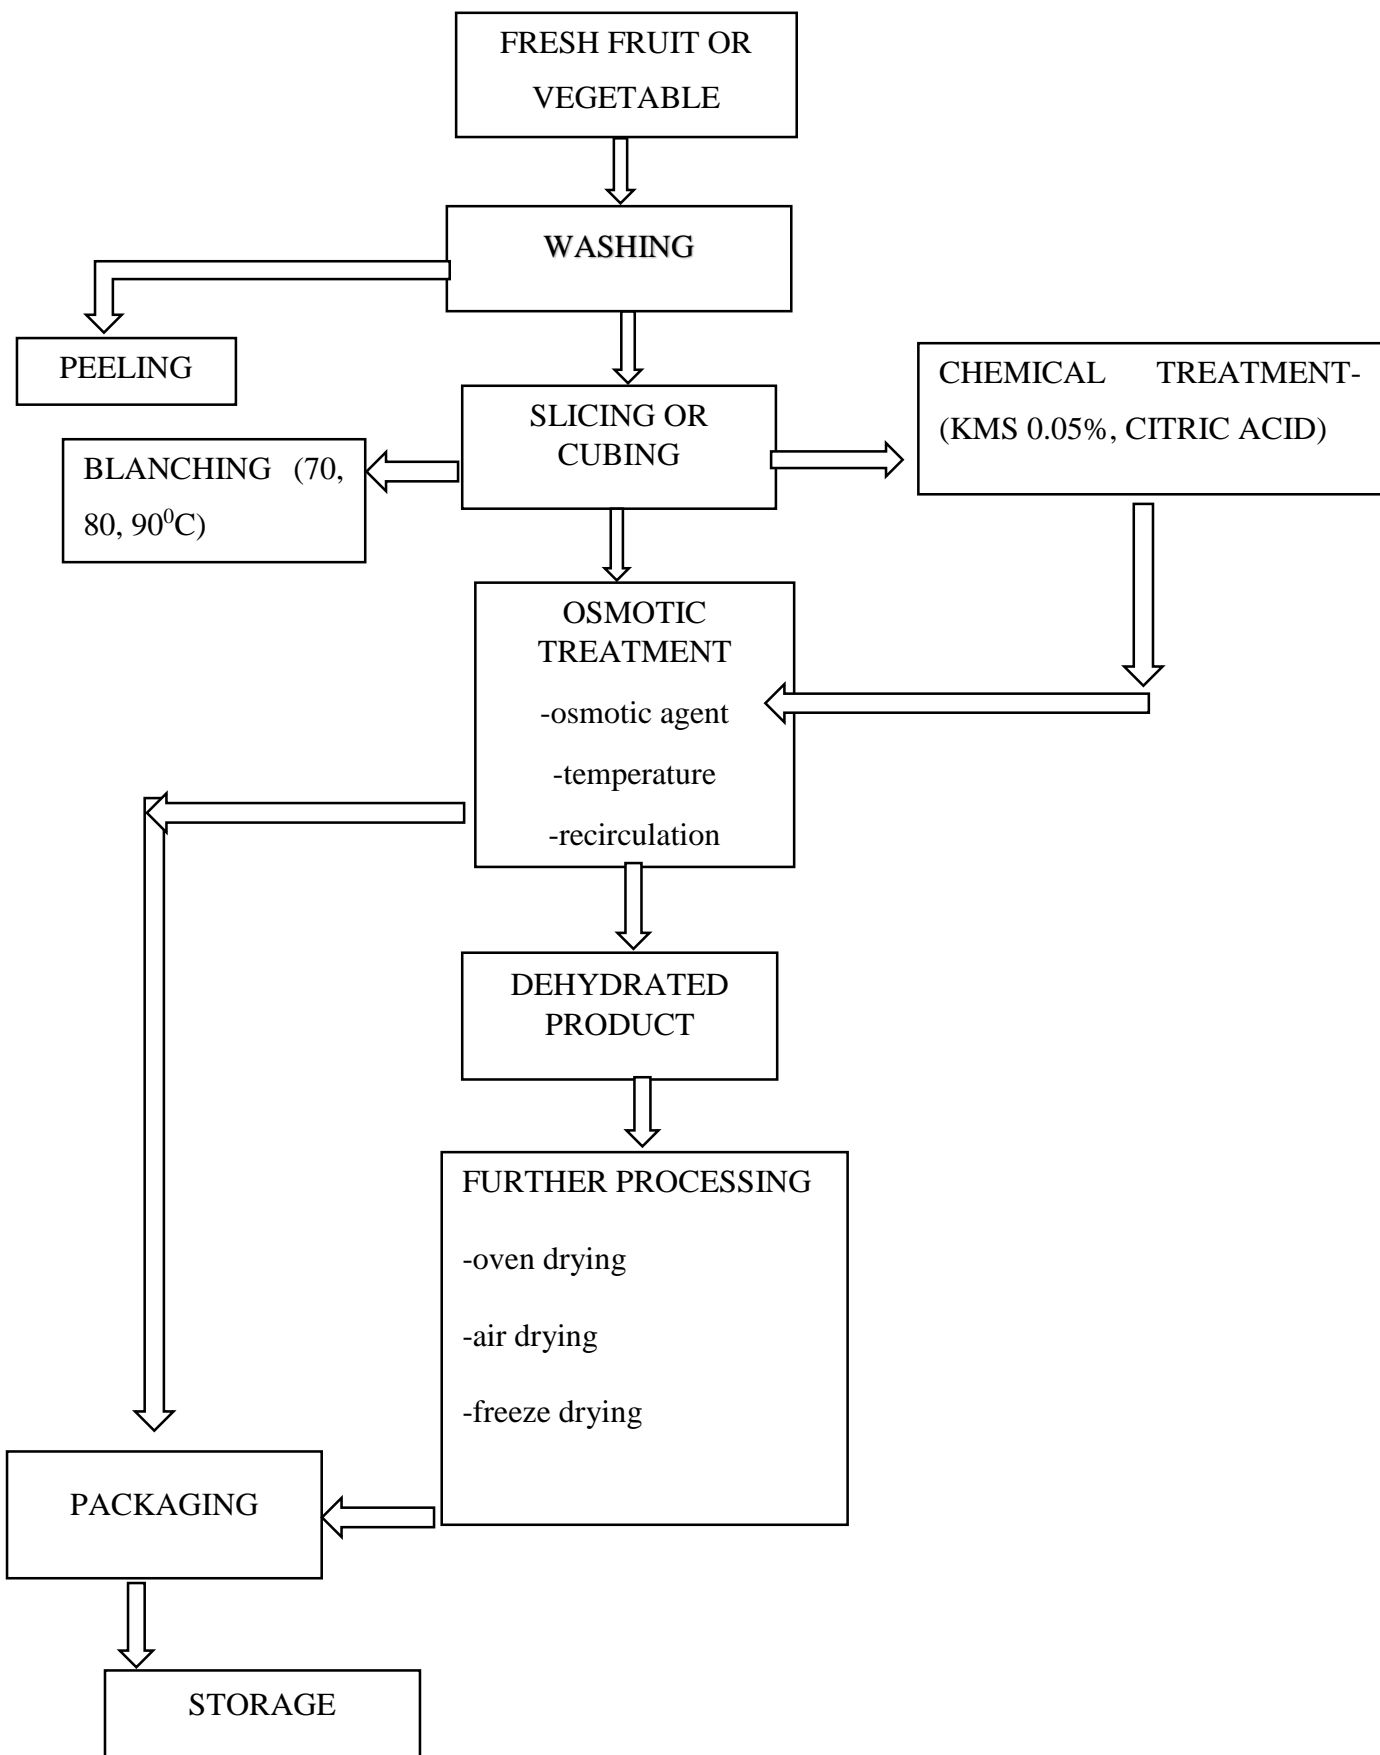 FRESH FRUIT OR
VEGETABLE
WASHING
PEELING
SLICING OR
CUBING
CHEMICAL TREATMENT-
(KMS 0.05%, CITRIC ACID)
BLANCHING (70,
80, 90⁰C)
OSMOTIC
TREATMENT
-osmotic agent
-temperature
-recirculation
DEHYDRATED
PRODUCT
FURTHER PROCESSING
-oven drying
-air drying
-freeze drying
PACKAGING
STORAGE